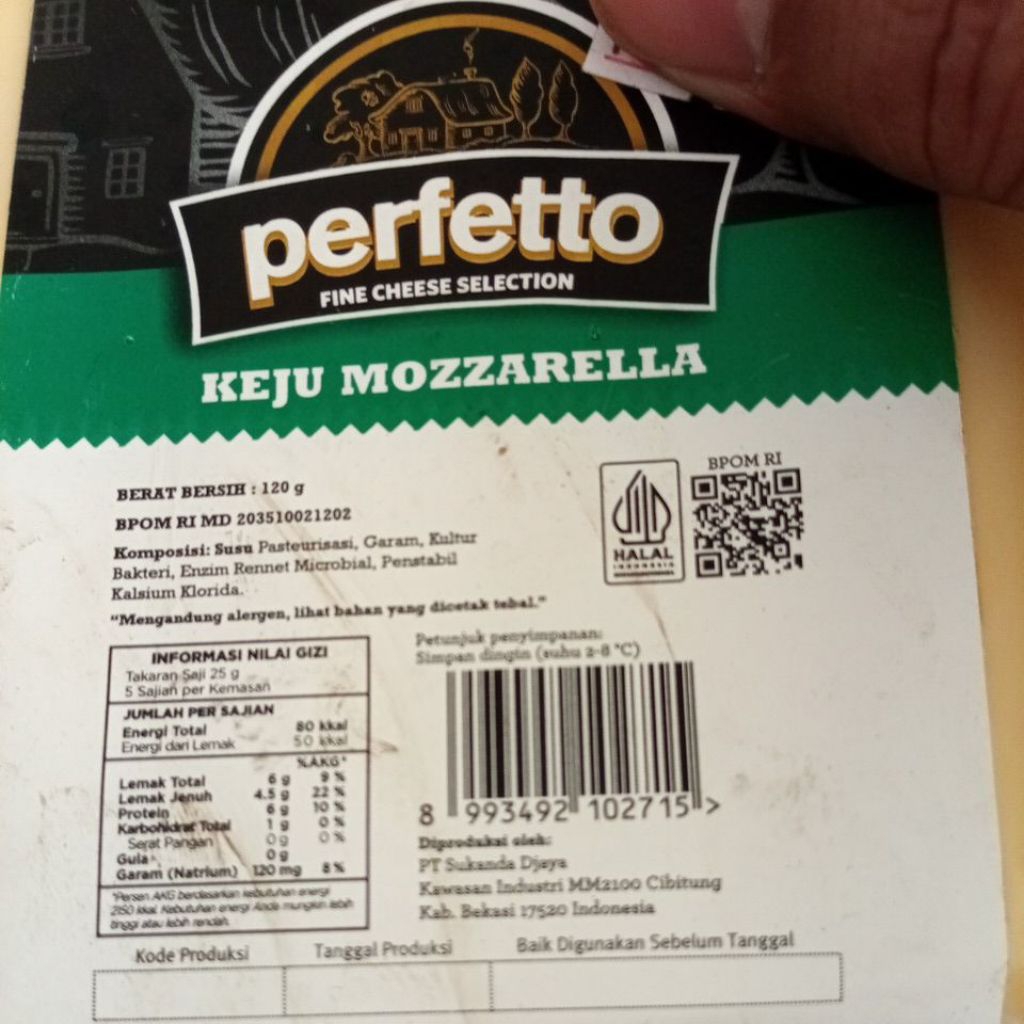 perfetto
FINE CHEESE SELECTION
KEJU MOZZARELLA
BERAT BERSIH : 120 g
BPOM RI MD 203510021202
Komposisi: Susu Pasteurisasi, Garam, Kultur
Bakteri, Enzim Rennet Microbial, Penstabil
Kalsium Klorida.
"Mengandung alergen, lihat bahan yang dicetak tebal."
HALAL
INDONESIA
BPOM RI
INFORMASI NILAI GIZI
Takaran Saji 25 g
5 Sajian per Kemasan
JUMLAH PER SAJIAN
Energi Total 80 kkal
Energi dari Lemak 50 kkal
%AKG*
Lemak Total 6 g 9 %
Lemak Jenuh 4.5 g 22 %
Protein 6 g 10 %
Karbohidrat Total 1 g 0 %
Serat Pangan 0 g 0 %
Gula 0 g
Garam (Natrium) 120 mg 8 %
*Persen AKG berdasarkan kebutuhan energi
2150 kkal. Kebutuhan energi Anda mungkin lebih
tinggi atau lebih rendah.
Petunjuk penyimpanan:
Simpan dingin (suhu 2-8 °C)
8 993492 102715 >
Diproduksi oleh:
PT Sukanda Djaya
Kawasan Industri MM2100 Cibitung
Kab. Bekasi 17520 Indonesia
Kode Produksi
Tanggal Produksi
Baik Digunakan Sebelum Tanggal